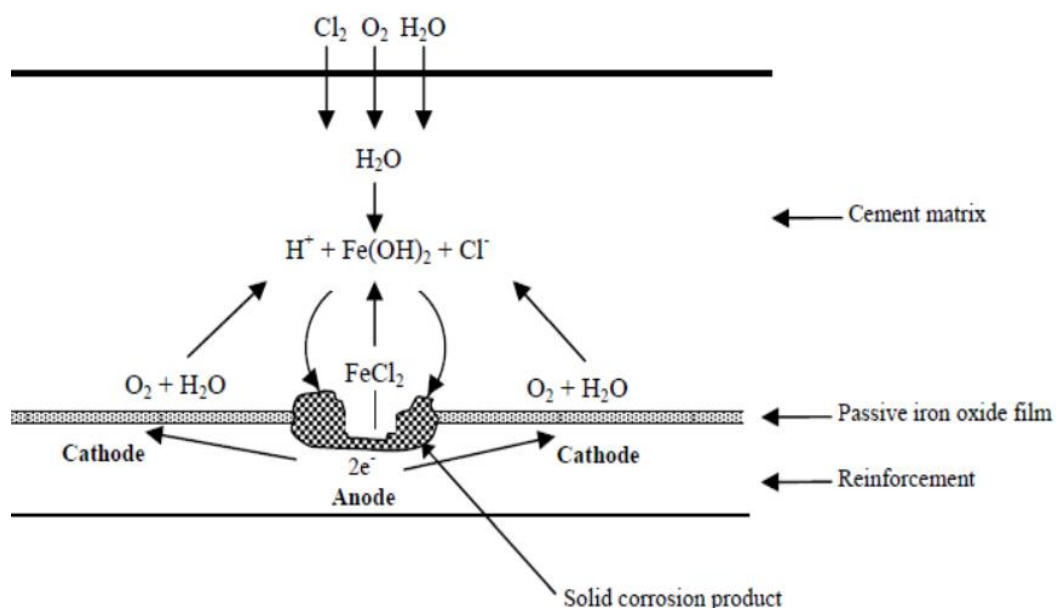 Cl₂ O₂ H₂O
H₂O
Cement matrix
H⁺ + Fe(OH)₂ + Cl⁻
FeCl₂
O₂ + H₂O
O₂ + H₂O
Passive iron oxide film
Cathode
Cathode
2e⁻
Reinforcement
Anode
Solid corrosion product